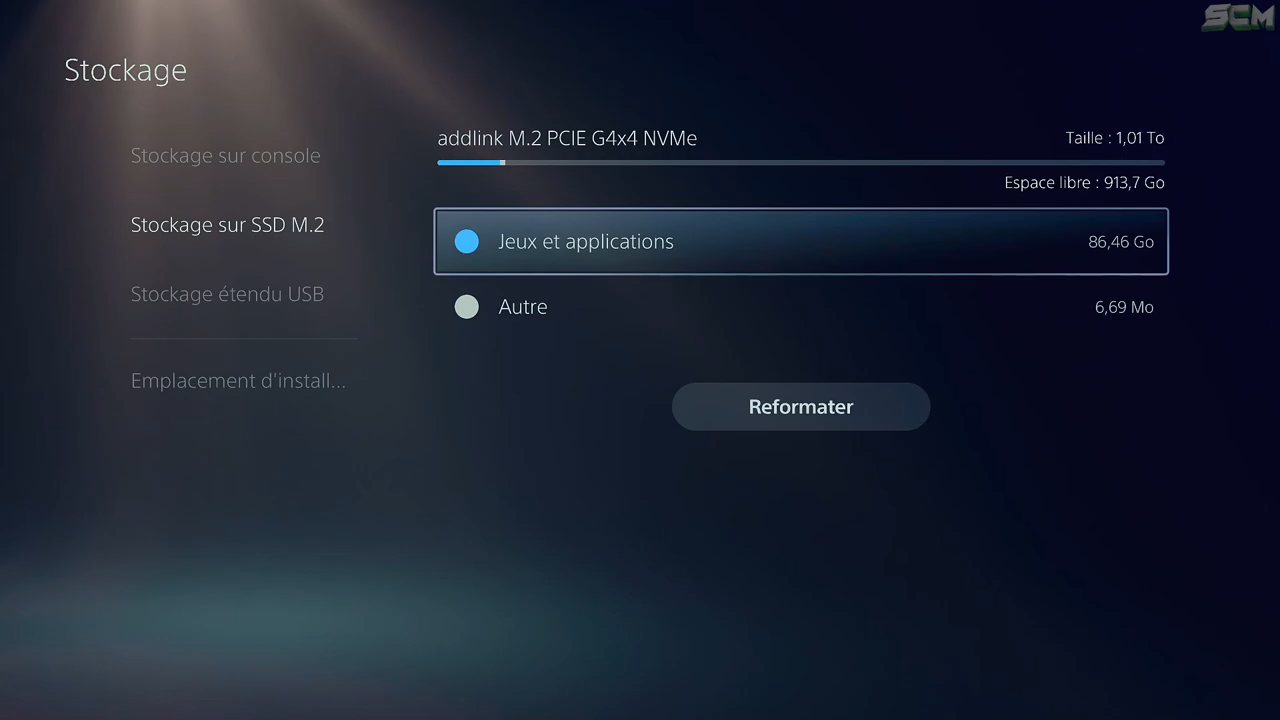 SCM
Stockage
Stockage sur console
Stockage sur SSD M.2
Stockage étendu USB
Emplacement d'install...
addlink M.2 PCIE G4x4 NVMe
Taille : 1,01 To
Espace libre : 913,7 Go
Jeux et applications
86,46 Go
Autre
6,69 Mo
Reformater